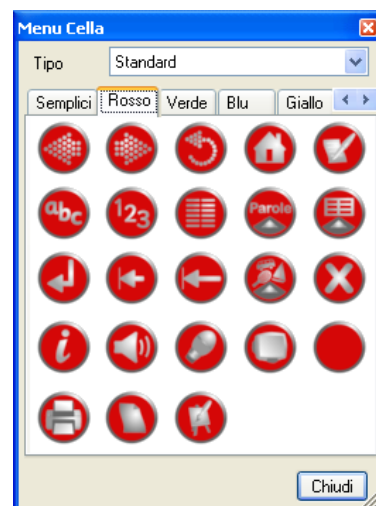 Menu Cella
Tipo Standard
Semplici Rosso Verde Blu Giallo
abc 123 Parole
i
Chiudi